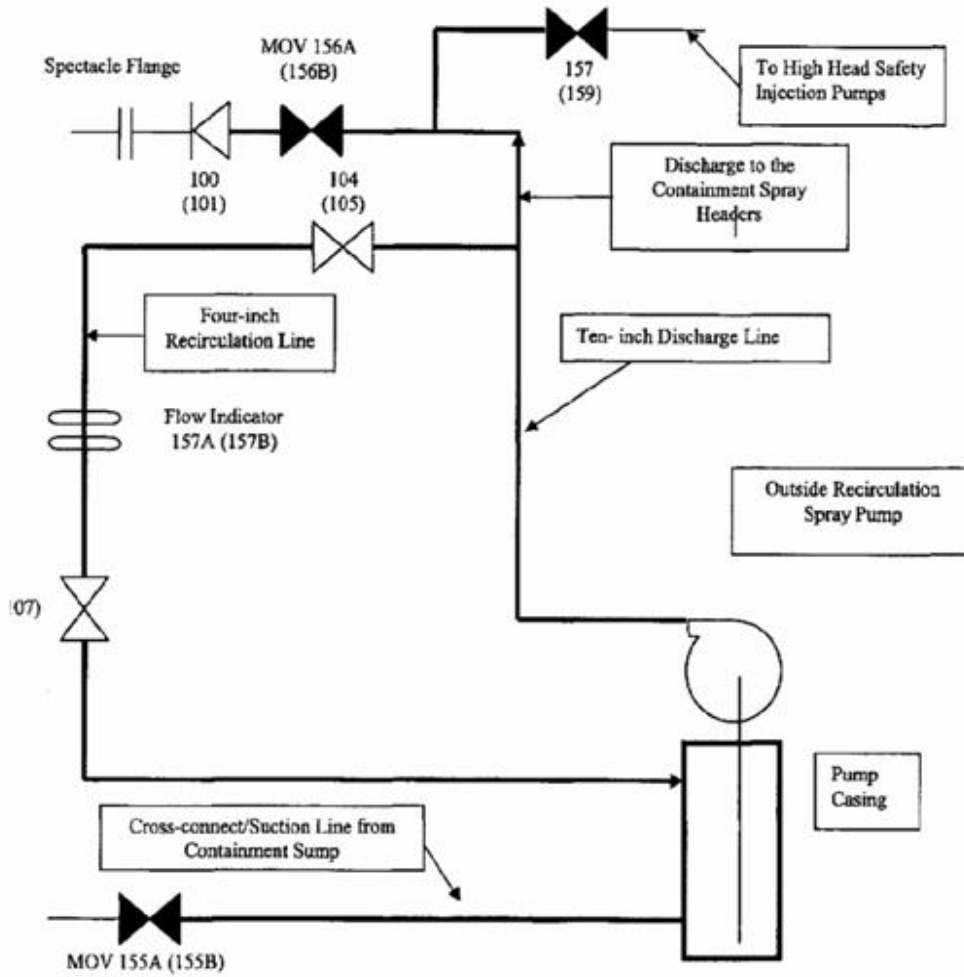 MOV 156A
(156B)
Spectacle Flange
157
(159)
To High Head Safety
Injection Pumps
100
(101)
104
(105)
Discharge to the
Containment Spray
Headers
Four-inch
Recirculation Line
Ten- inch Discharge Line
Flow Indicator
157A (157B)
Outside Recirculation
Spray Pump
07)
Pump
Casing
Cross-connect/Suction Line from
Containment Sump
MOV 155A (155B)